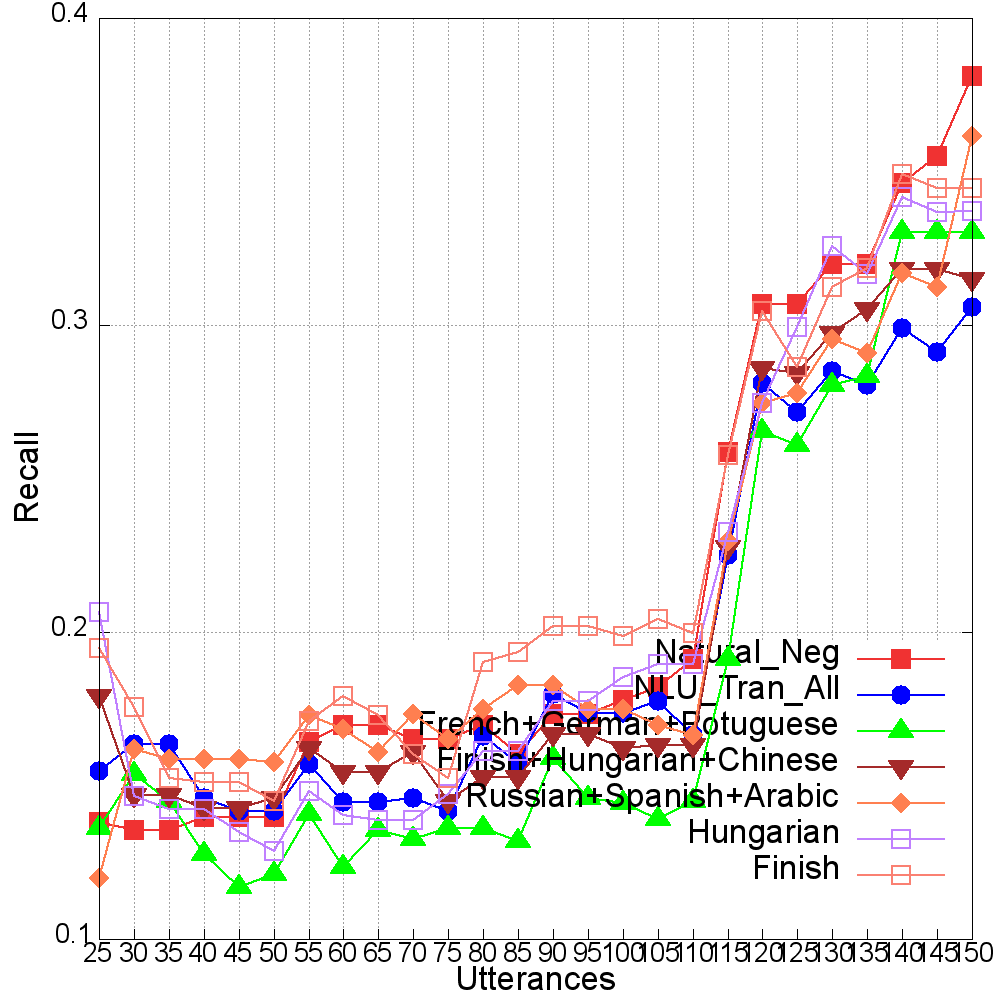 0.4
0.3
0.2
0.1
Recall
Natural_Neg
NLU_Tran_All
French+German+Potuguese
Finish+Hungarian+Chinese
Russian+Spanish+Arabic
Hungarian
Finish
25 30 35 40 45 50 55 60 65 70 75 80 85 90 95 100 105 110 115 120 125 130 135 140 145 150
Utterances